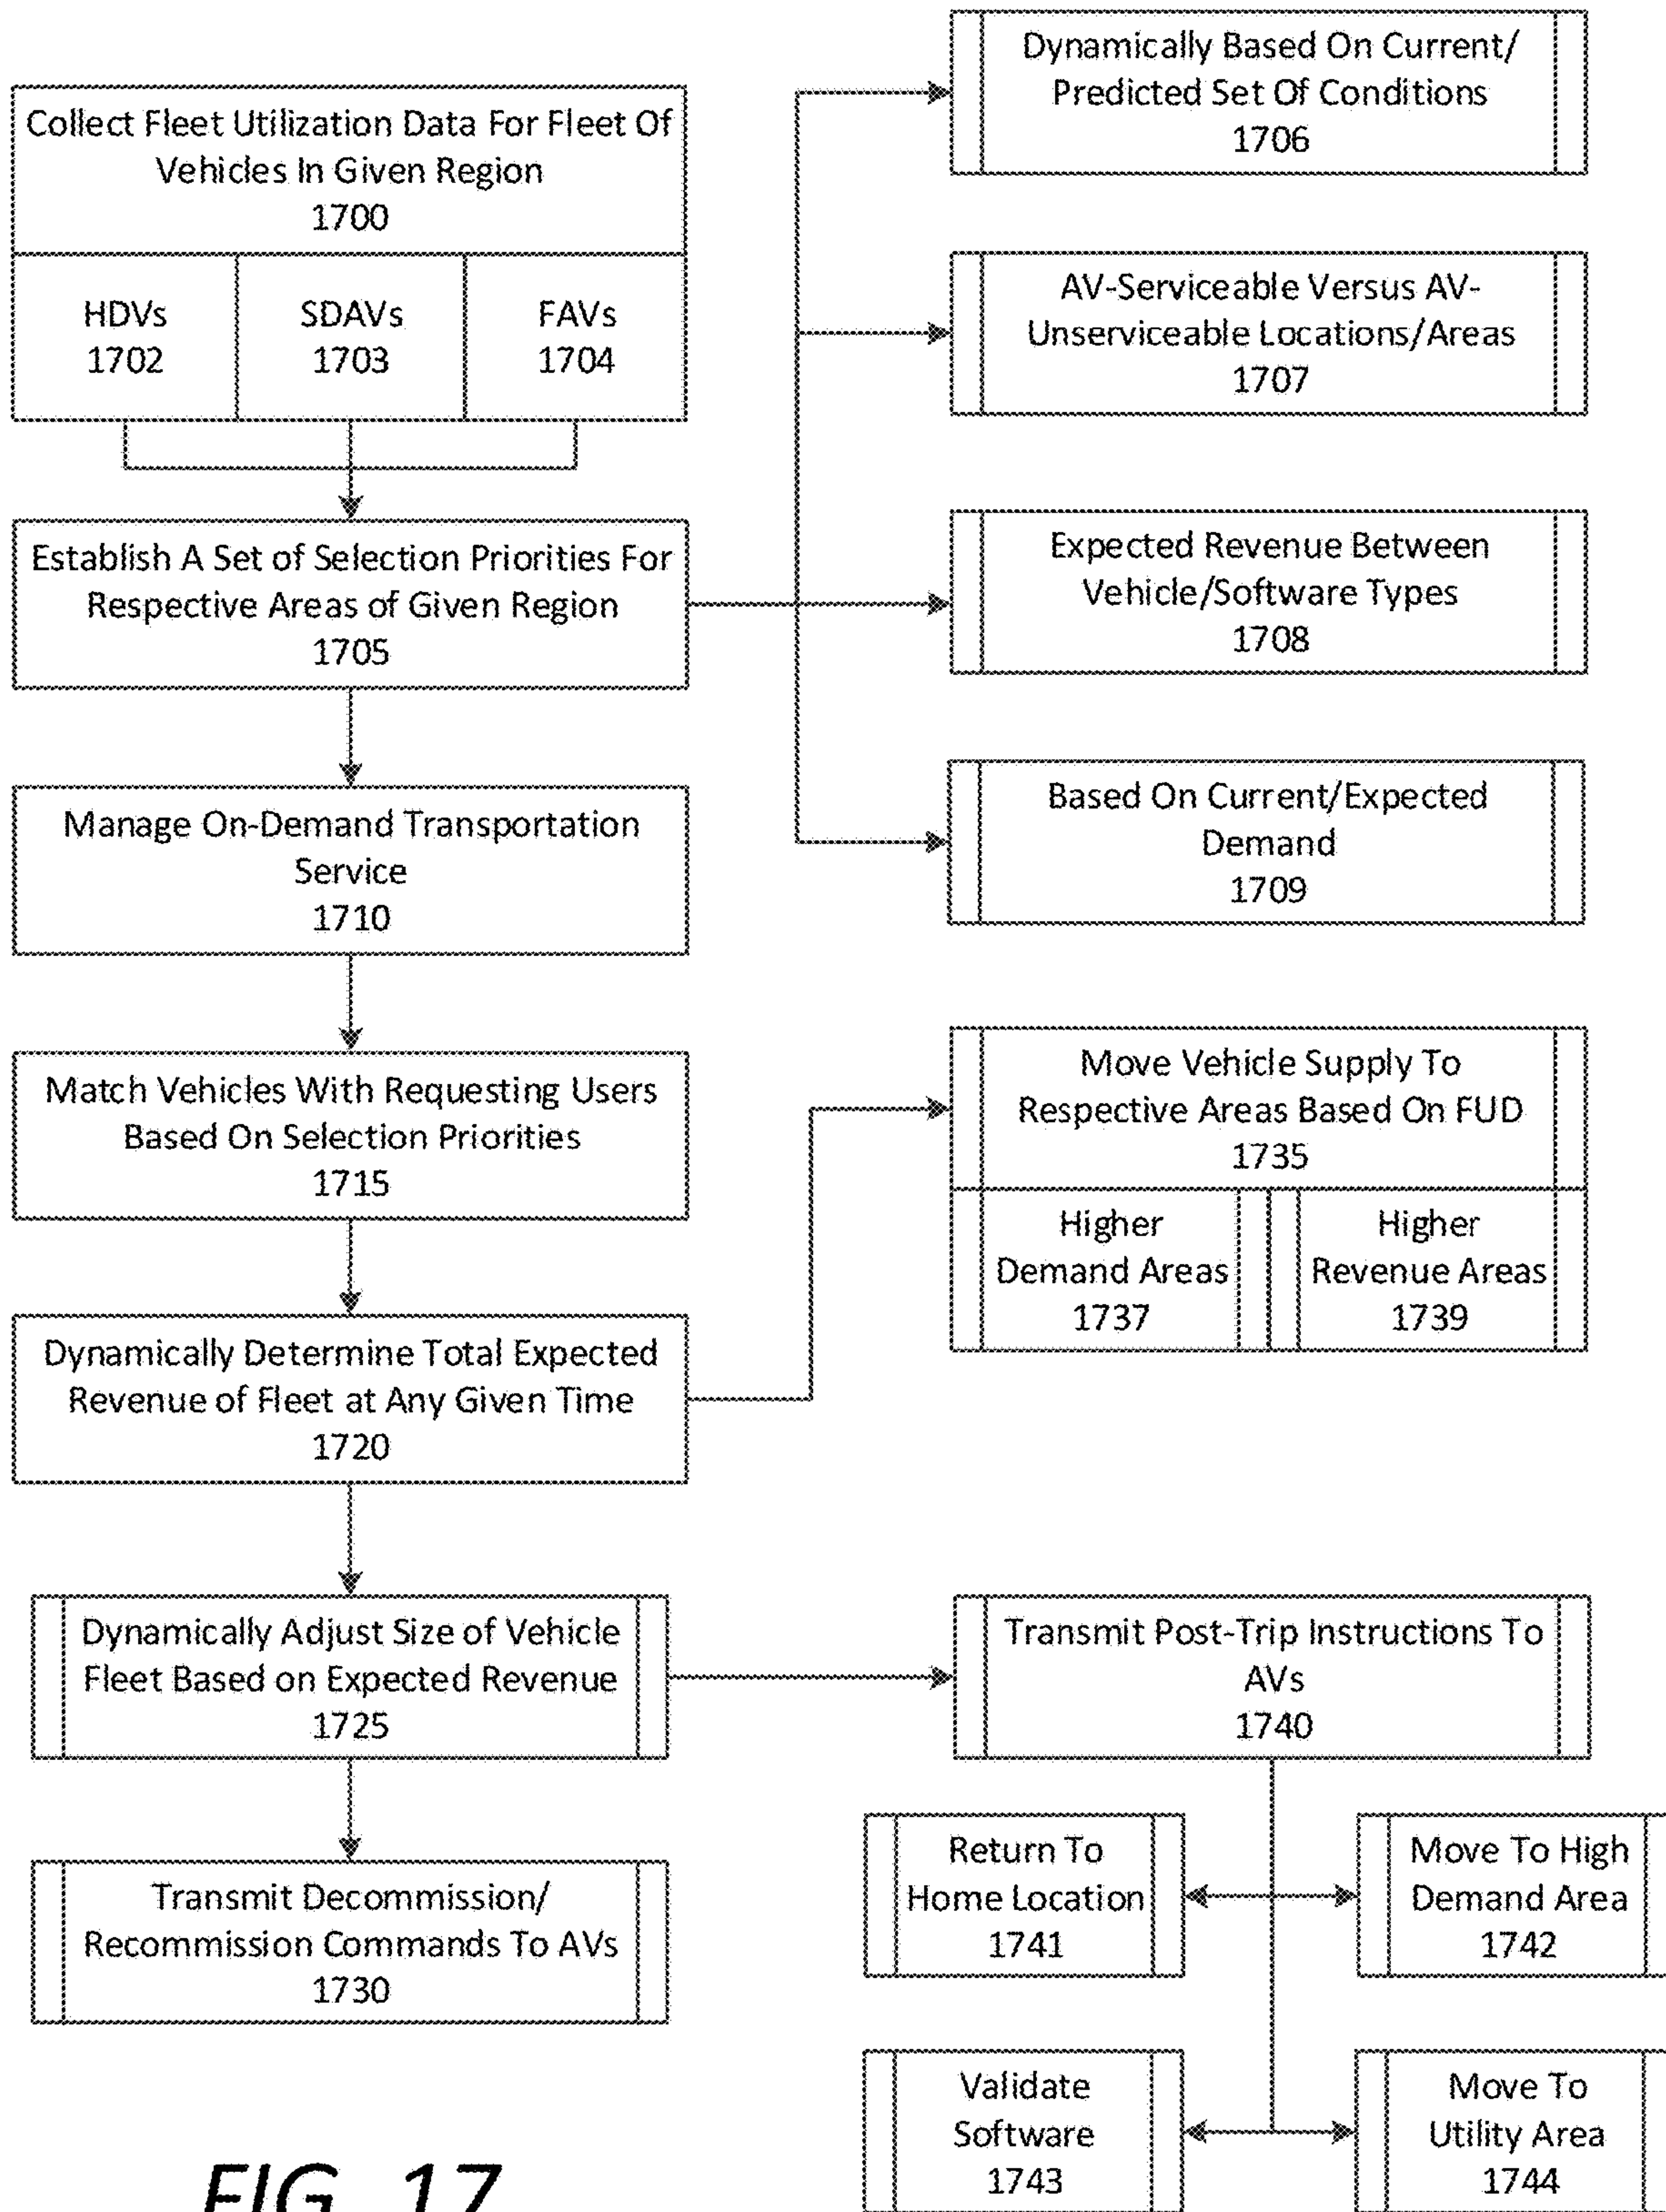 Collect Fleet Utilization Data For Fleet Of
Vehicles In Given Region
1700
HDVs
1702
SDAVs
1703
FAVs
1704
Establish A Set of Selection Priorities For
Respective Areas of Given Region
1705
Dynamically Based On Current/
Predicted Set Of Conditions
1706
AV-Serviceable Versus AV-
Unserviceable Locations/Areas
1707
Expected Revenue Between
Vehicle/Software Types
1708
Based On Current/Expected
Demand
1709
Manage On-Demand Transportation
Service
1710
Match Vehicles With Requesting Users
Based On Selection Priorities
1715
Dynamically Determine Total Expected
Revenue of Fleet at Any Given Time
1720
Move Vehicle Supply To
Respective Areas Based On FUD
1735
Higher
Demand Areas
1737
Higher
Revenue Areas
1739
Dynamically Adjust Size of Vehicle
Fleet Based on Expected Revenue
1725
Transmit Decommission/
Recommission Commands To AVs
1730
Transmit Post-Trip Instructions To
AVs
1740
Return To
Home Location
1741
Move To High
Demand Area
1742
Validate
Software
1743
Move To
Utility Area
1744
FIG. 17